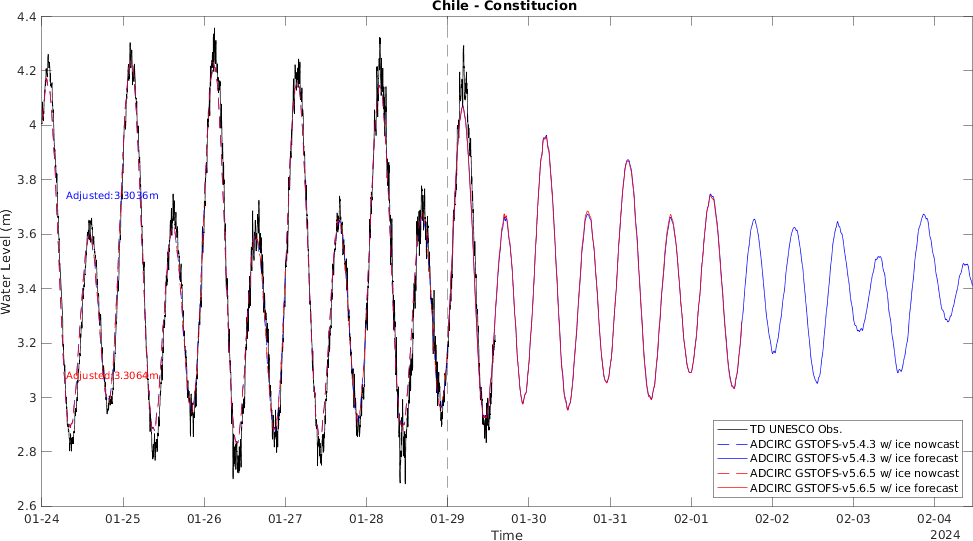 Chile - Constitucion
Water Level (m)
4.4
4.2
4
3.8
3.6
3.4
3.2
3
2.8
2.6
Adjusted:3.3036m
Adjusted:3.3064m
TD UNESCO Obs.
ADCIRC GSTOFS-v5.4.3 w/ ice nowcast
ADCIRC GSTOFS-v5.4.3 w/ ice forecast
ADCIRC GSTOFS-v5.6.5 w/ ice nowcast
ADCIRC GSTOFS-v5.6.5 w/ ice forecast
01-24 01-25 01-26 01-27 01-28 01-29 01-30 01-31 02-01 02-02 02-03 02-04
2024
Time